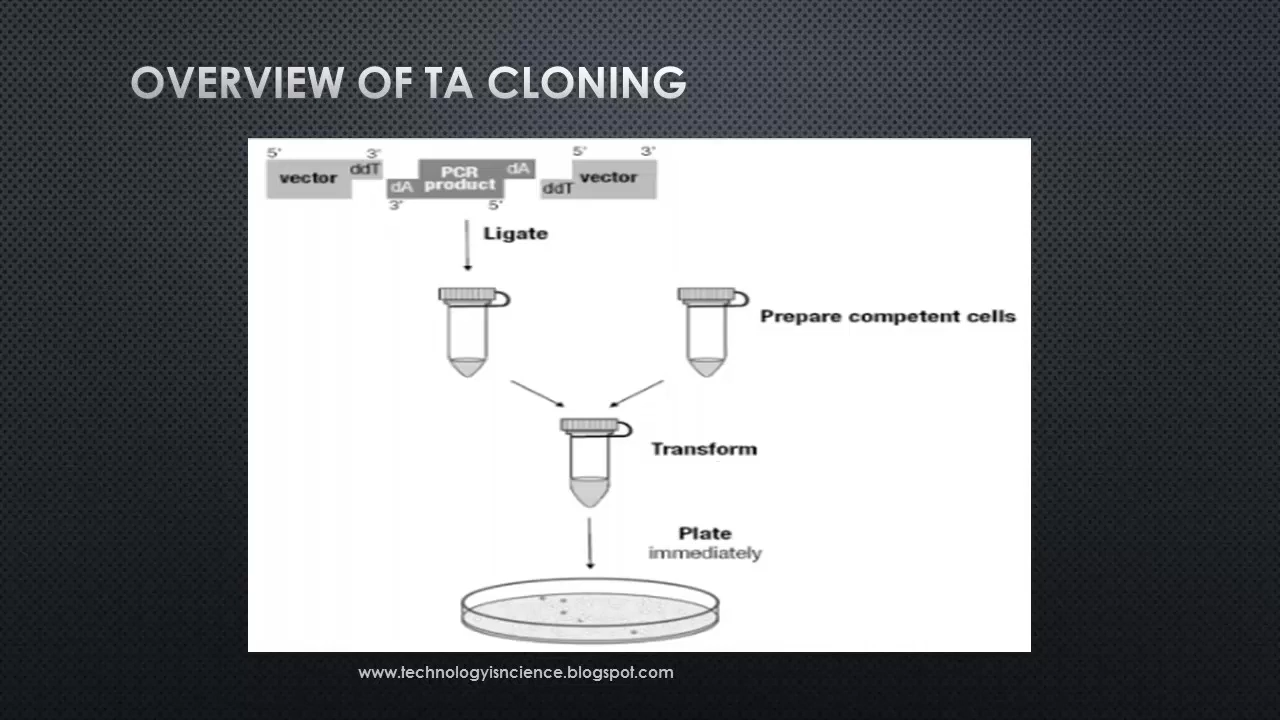 OVERVIEW OF TA CLONING
5' 3' 5' 3'
vector ddT dA PCR product dA ddT vector
3' 5'
Ligate
Prepare competent cells
Transform
Plate
immediately
www.technologyisncience.blogspot.com